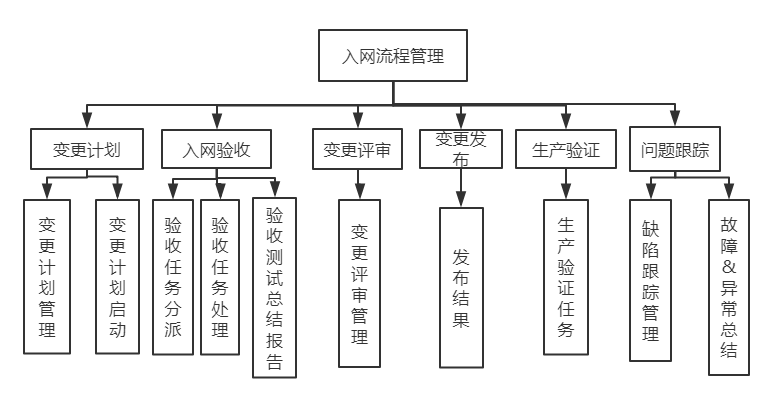 入网流程管理
变更计划
入网验收
变更评审
变更发
布
生产验证
问题跟踪
变更计划管理
变更计划启动
验收任务分派
验收任务处理
验收测试总结报告
变更评审管理
发布结果
生产验证任务
缺陷跟踪管理
故障&异常总结